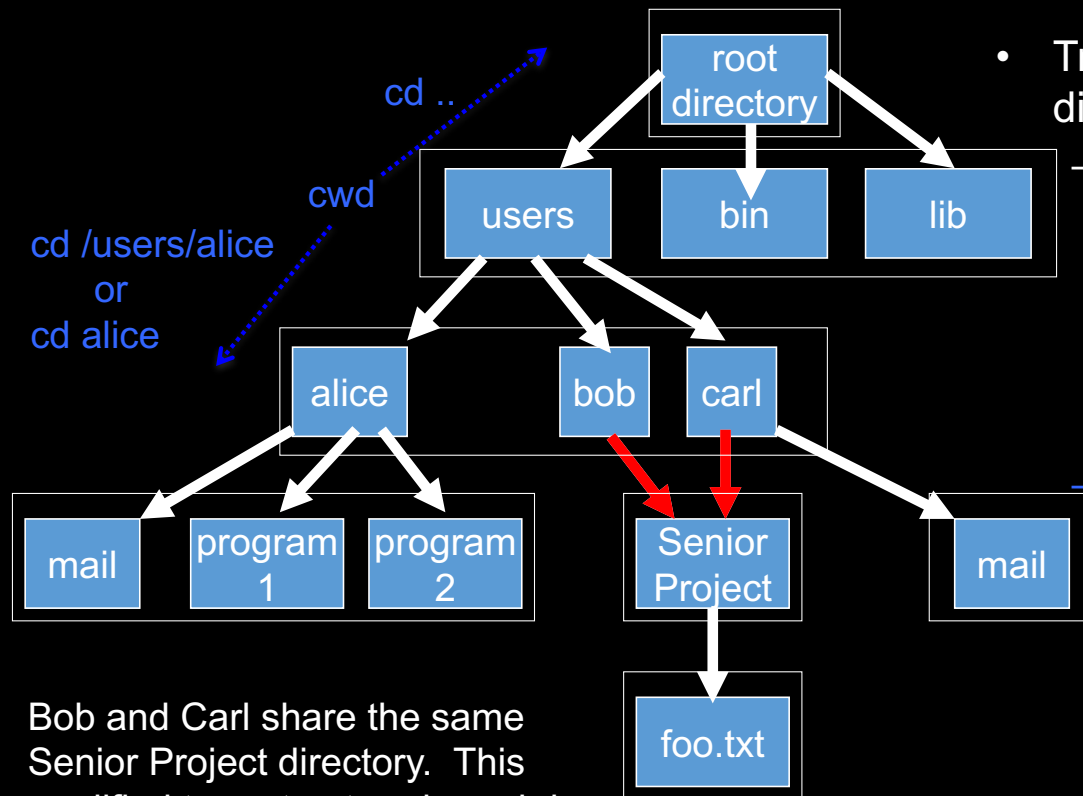 root
directory
cd ..
cwd
users
bin
lib
cd /users/alice
or
cd alice
alice
bob
carl
mail
program
1
program
2
Senior
Project
mail
foo.txt
Bob and Carl share the same
Senior Project directory. This